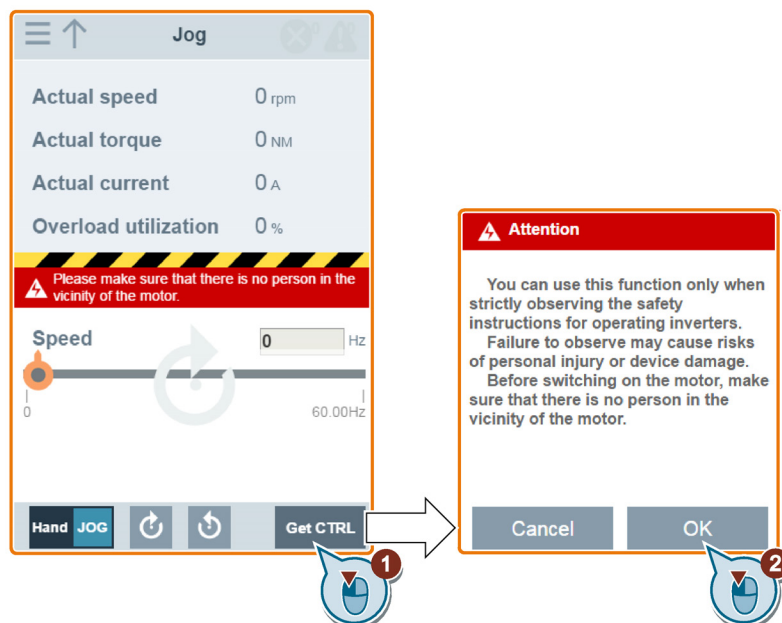 Jog
Actual speed 0 rpm
Actual torque 0 NM
Actual current 0 A
Overload utilization 0 %
Please make sure that there is no person in the
vicinity of the motor.
Speed 0 Hz
0 60.00Hz
Hand JOG Get CTRL
1
Attention
You can use this function only when
strictly observing the safety
instructions for operating inverters.
Failure to observe may cause risks
of personal injury or device damage.
Before switching on the motor, make
sure that there is no person in the
vicinity of the motor.
Cancel OK
2